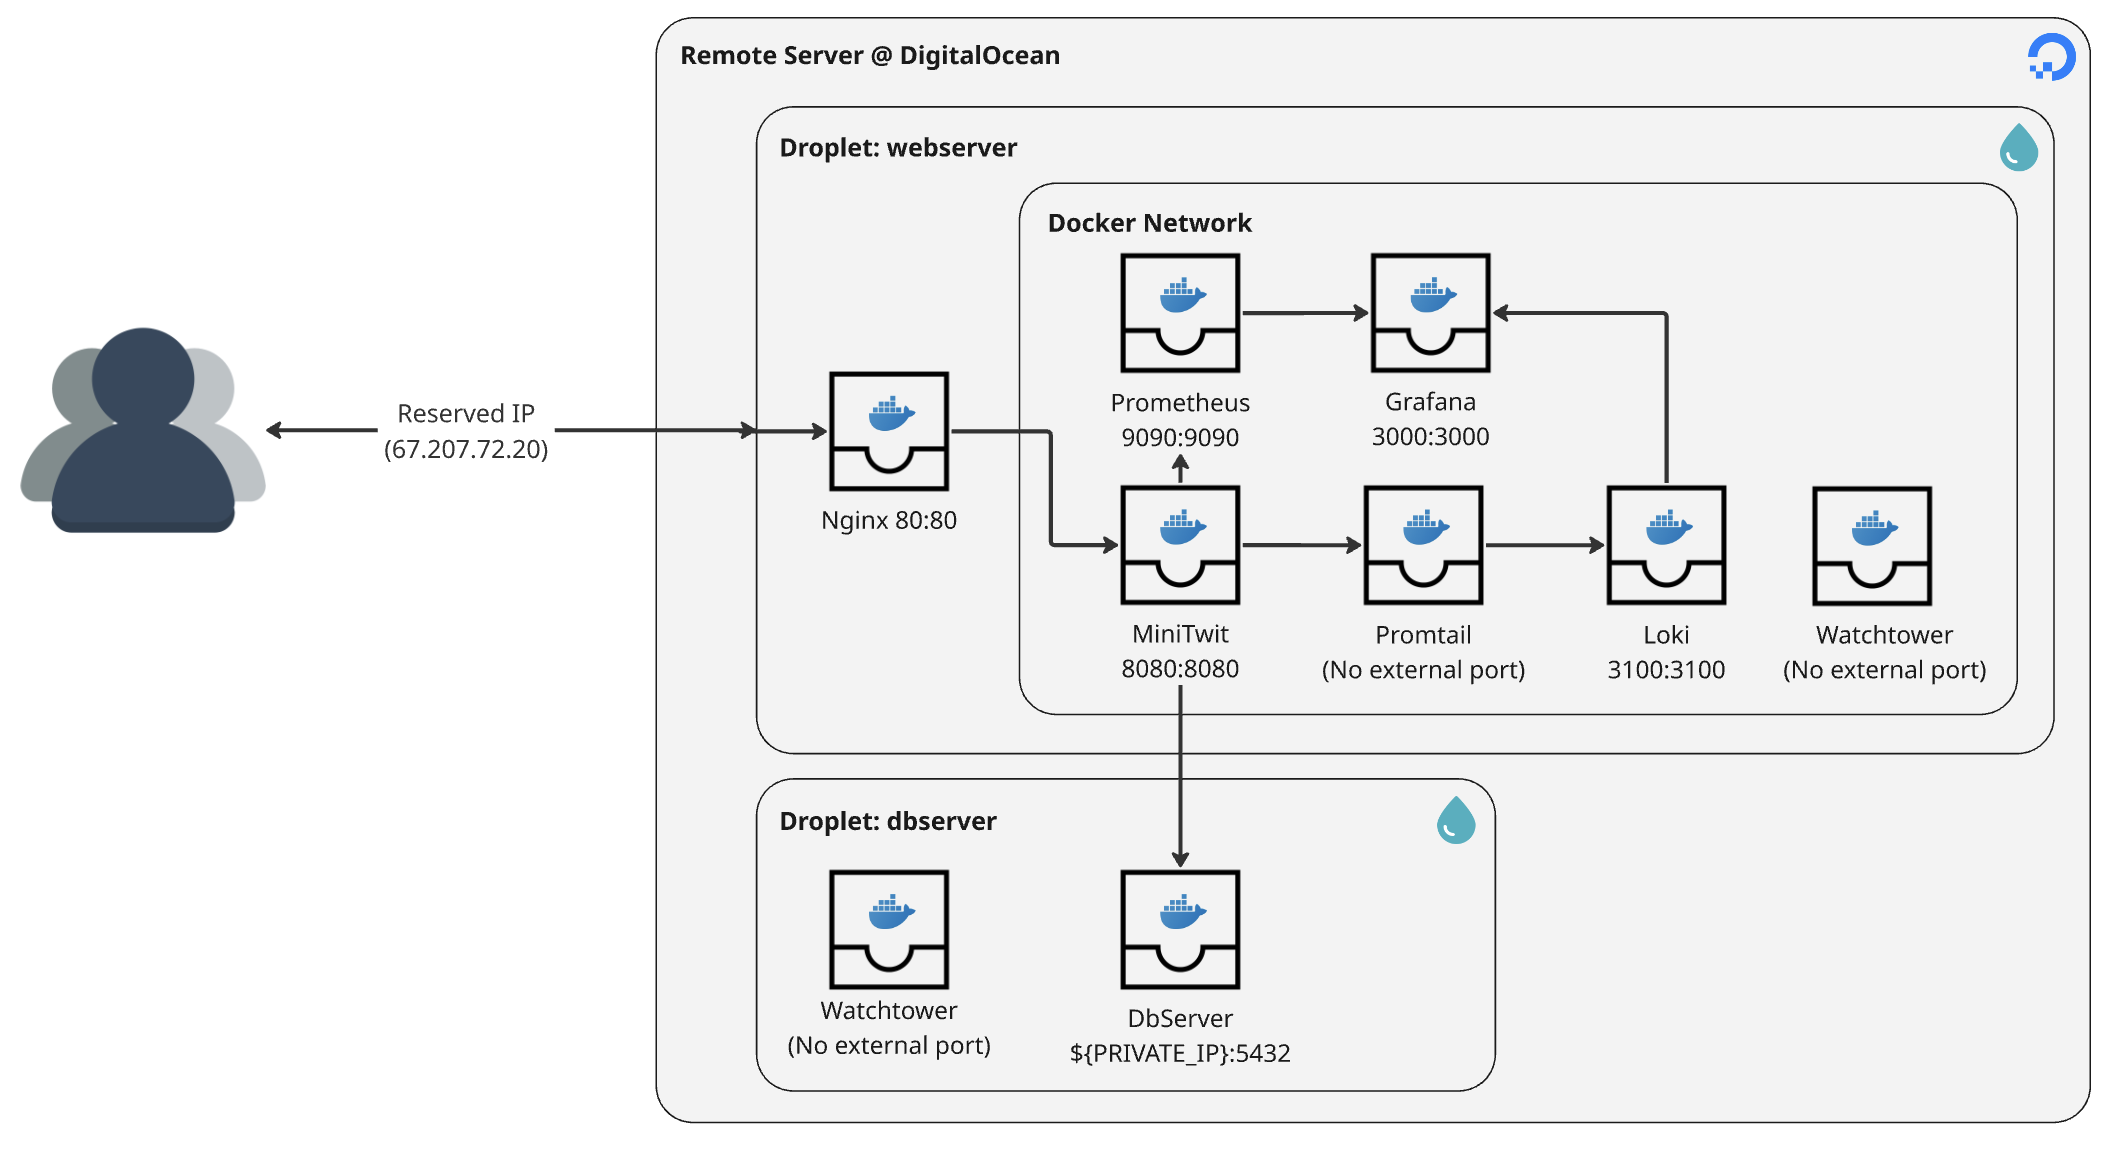 Remote Server @ DigitalOcean
Droplet: webserver
Docker Network
Prometheus
9090:9090
Grafana
3000:3000
Reserved IP
(67.207.72.20)
Nginx 80:80
MiniTwit
8080:8080
Promtail
(No external port)
Loki
3100:3100
Watchtower
(No external port)
Droplet: dbserver
Watchtower
(No external port)
DbServer
${PRIVATE_IP}:5432